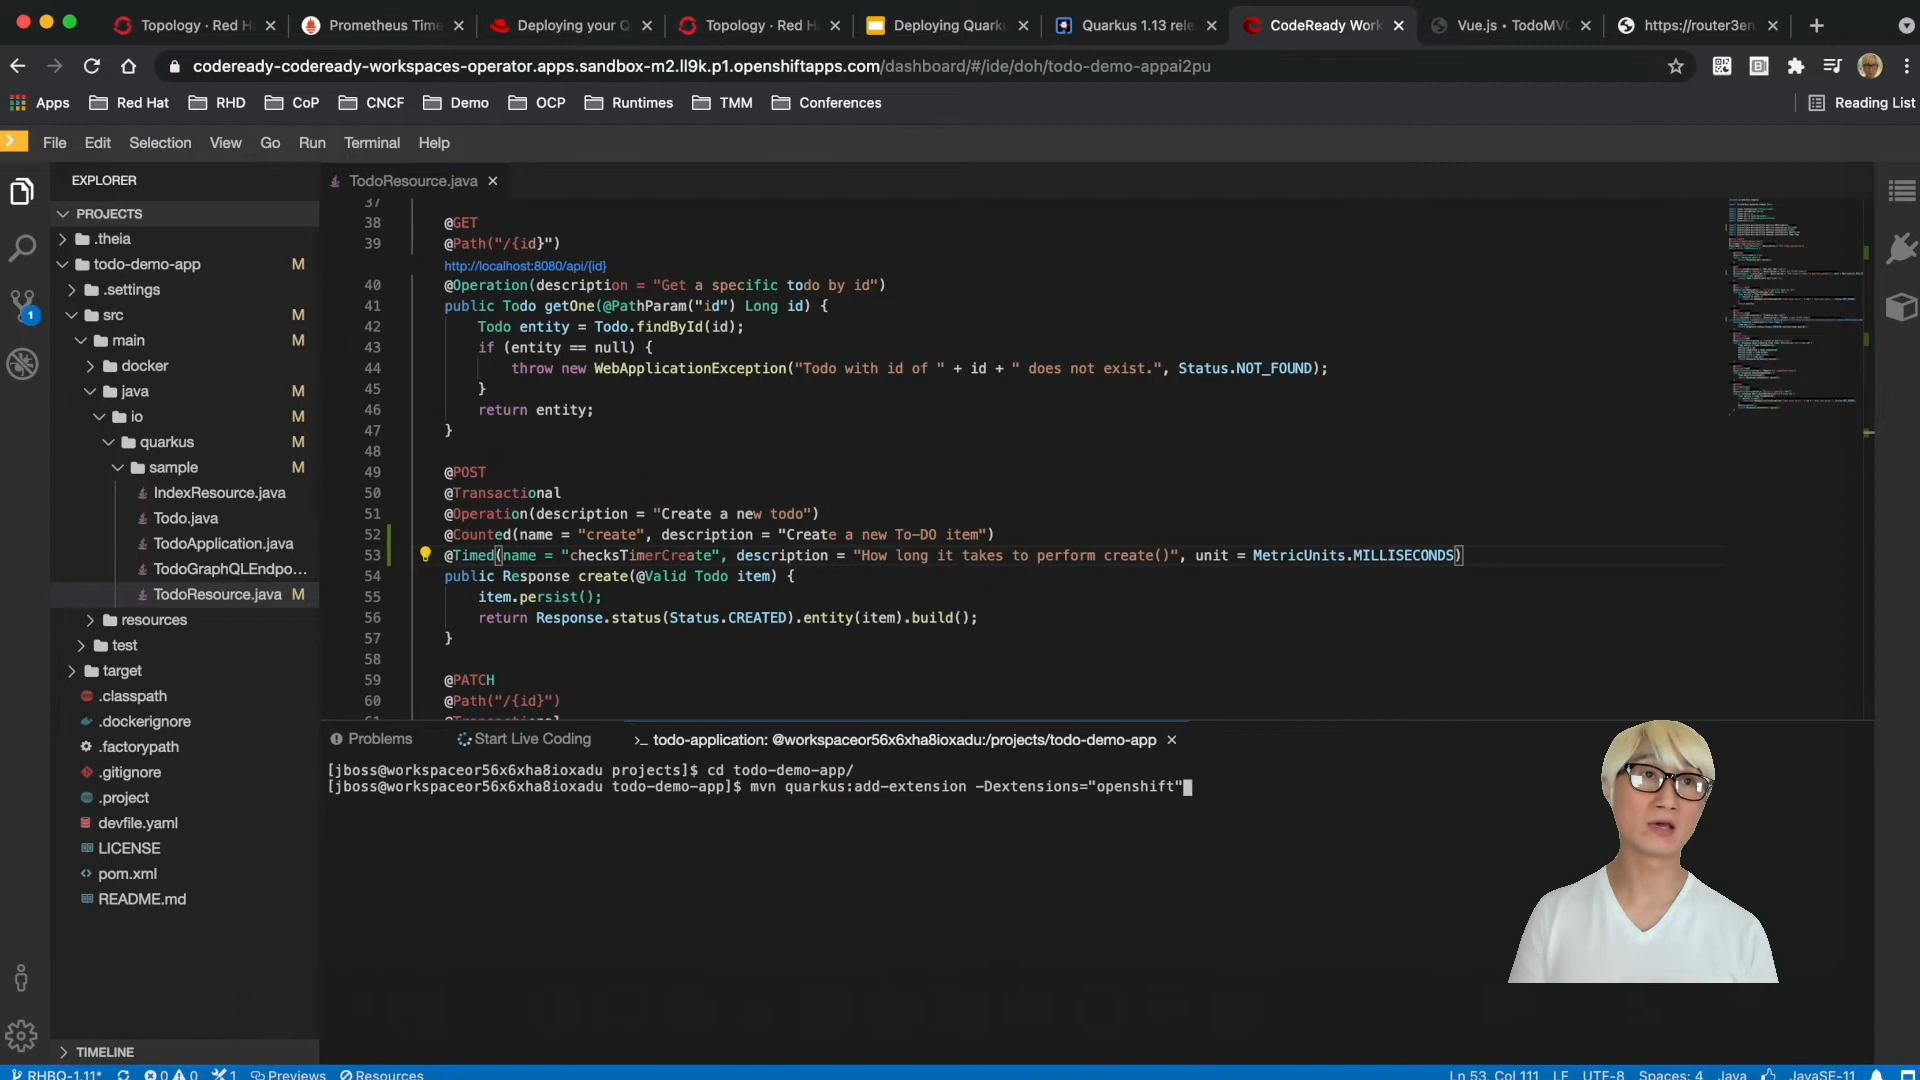 Topology · Red H
Prometheus Time
Deploying your Q
Topology · Red H
Deploying Quark
Quarkus 1.13 rele
CodeReady Work
Vue.js • TodoMVC
https://router3en
codeready-codeready-workspaces-operator.apps.sandbox-m2.ll9k.p1.openshiftapps.com/dashboard/#/ide/doh/todo-demo-appai2pu
Apps
Red Hat
RHD
CoP
CNCF
Demo
OCP
Runtimes
TMM
Conferences
Reading List
File
Edit
Selection
View
Go
Run
Terminal
Help
EXPLORER
PROJECTS
.theia
todo-demo-app M
.settings
src M
main M
docker
java M
io M
quarkus M
sample M
IndexResource.java
Todo.java
TodoApplication.java
TodoGraphQLEndpo...
TodoResource.java M
resources
test
target
.classpath
.dockerignore
.factorypath
.gitignore
.project
devfile.yaml
LICENSE
pom.xml
README.md
1
TIMELINE
TodoResource.java
37
38 @GET
39 @Path("/{id}")
http://localhost:8080/api/{id}
40 @Operation(description = "Get a specific todo by id")
41 public Todo getOne(@PathParam("id") Long id) {
42 Todo entity = Todo.findById(id);
43 if (entity == null) {
44 throw new WebApplicationException("Todo with id of " + id + " does not exist.", Status.NOT_FOUND);
45 }
46 return entity;
47 }
48
49 @POST
50 @Transactional
51 @Operation(description = "Create a new todo")
52 @Counted(name = "create", description = "Create a new To-DO item")
53 @Timed(name = "checksTimerCreate", description = "How long it takes to perform create()", unit = MetricUnits.MILLISECONDS)
54 public Response create(@Valid Todo item) {
55 item.persist();
56 return Response.status(Status.CREATED).entity(item).build();
57 }
58
59 @PATCH
60 @Path("/{id}")
61 @Transactional
Problems
Start Live Coding
>_ todo-application: @workspaceor56x6xha8ioxadu:/projects/todo-demo-app
[jboss@workspaceor56x6xha8ioxadu projects]$ cd todo-demo-app/
[jboss@workspaceor56x6xha8ioxadu todo-demo-app]$ mvn quarkus:add-extension -Dextensions="openshift"
RHBQ-1.11*
0
0
1
Previews
Resources
Ln 53, Col 111
LF
UTF-8
Spaces: 4
Java
JavaSE-11